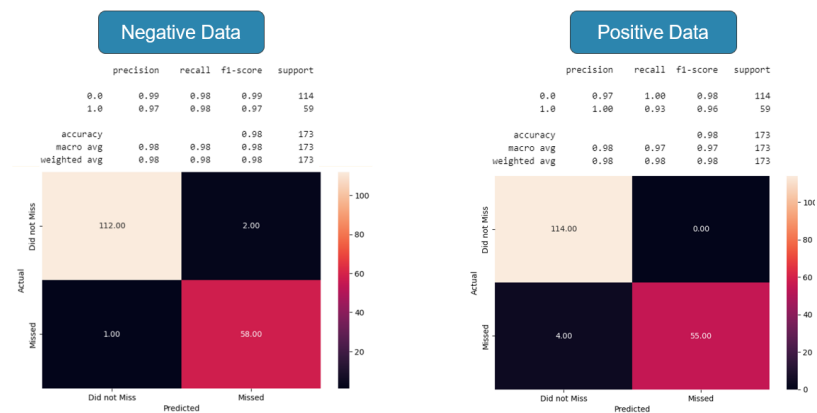 Negative Data
precision recall f1-score support
0.0 0.99 0.98 0.99 114
1.0 0.97 0.98 0.97 59
accuracy 0.98 173
macro avg 0.98 0.98 0.98 173
weighted avg 0.98 0.98 0.98 173
Actual
Did not Miss
Missed
112.00 2.00
1.00 58.00
Did not Miss Missed
Predicted
100
80
60
40
20
Positive Data
precision recall f1-score support
0.0 0.97 1.00 0.98 114
1.0 1.00 0.93 0.96 59
accuracy 0.98 173
macro avg 0.98 0.97 0.97 173
weighted avg 0.98 0.98 0.98 173
Actual
Did not Miss
Missed
114.00 0.00
4.00 55.00
Did not Miss Missed
Predicted
100
80
60
40
20
0